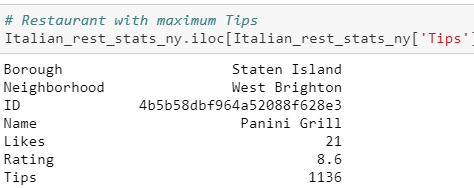 # Restaurant with maximum Tips
Italian_rest_stats_ny.iloc[Italian_rest_stats_ny['Tips']
Borough Staten Island
Neighborhood West Brighton
ID 4b5b58dbf964a52088f628e3
Name Panini Grill
Likes 21
Rating 8.6
Tips 1136